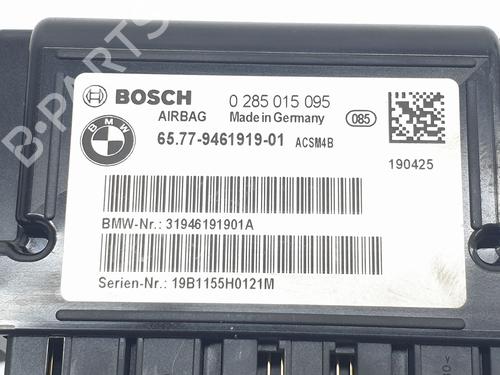 B-PARTS
BOSCH 0 285 015 095
AIRBAG Made in Germany 085
BMW 65.77-9461919-01 ACSM4B
190425
BMW-Nr.: 31946191901A
Serien-Nr.: 19B1155H0121M